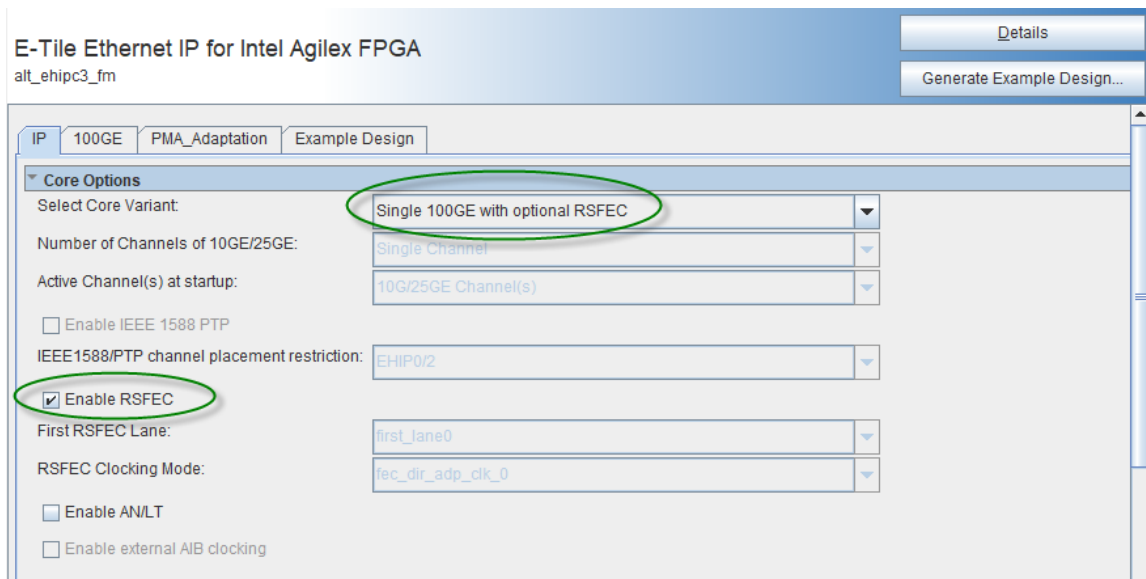 E-Tile Ethernet IP for Intel Agilex FPGA
alt_ehipc3_fm
Details
Generate Example Design...
IP 100GE PMA_Adaptation Example Design
Core Options
Select Core Variant: Single 100GE with optional RSFEC
Number of Channels of 10GE/25GE: Single Channel
Active Channel(s) at startup: 10G/25GE Channel(s)
Enable IEEE 1588 PTP
IEEE1588/PTP channel placement restriction: EHIP0/2
Enable RSFEC
First RSFEC Lane: first_lane0
RSFEC Clocking Mode: fec_dir_adp_clk_0
Enable AN/LT
Enable external AIB clocking